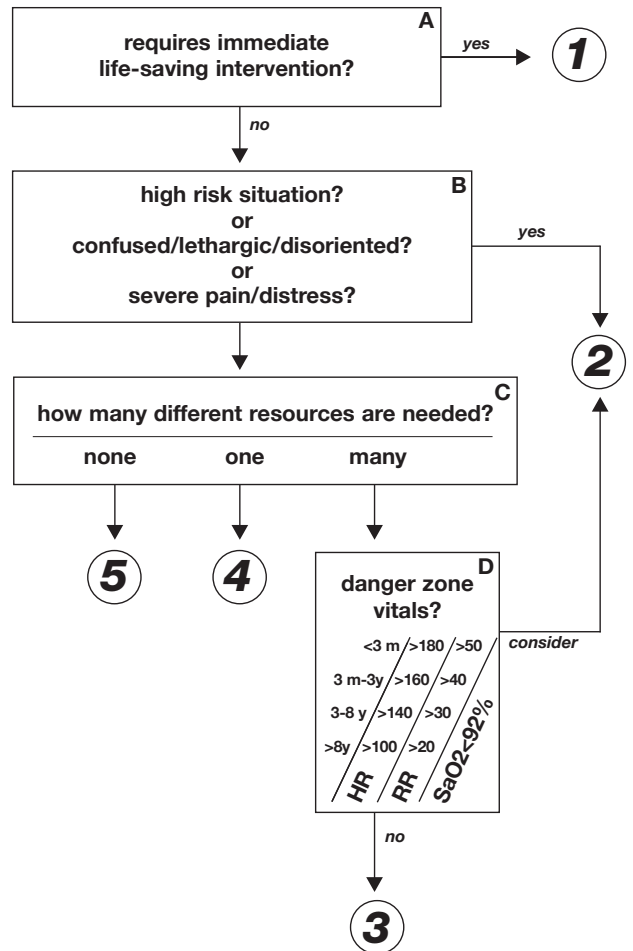 A
requires immediate
life-saving intervention?
yes
1
no
B
high risk situation?
or
confused/lethargic/disoriented?
or
severe pain/distress?
yes
2
C
how many different resources are needed?
none one many
5 4
D
danger zone
vitals?
<3 m >180 >50
3 m-3y >160 >40
3-8 y >140 >30
>8y >100 >20
HR RR SaO2<92%
consider
no
3